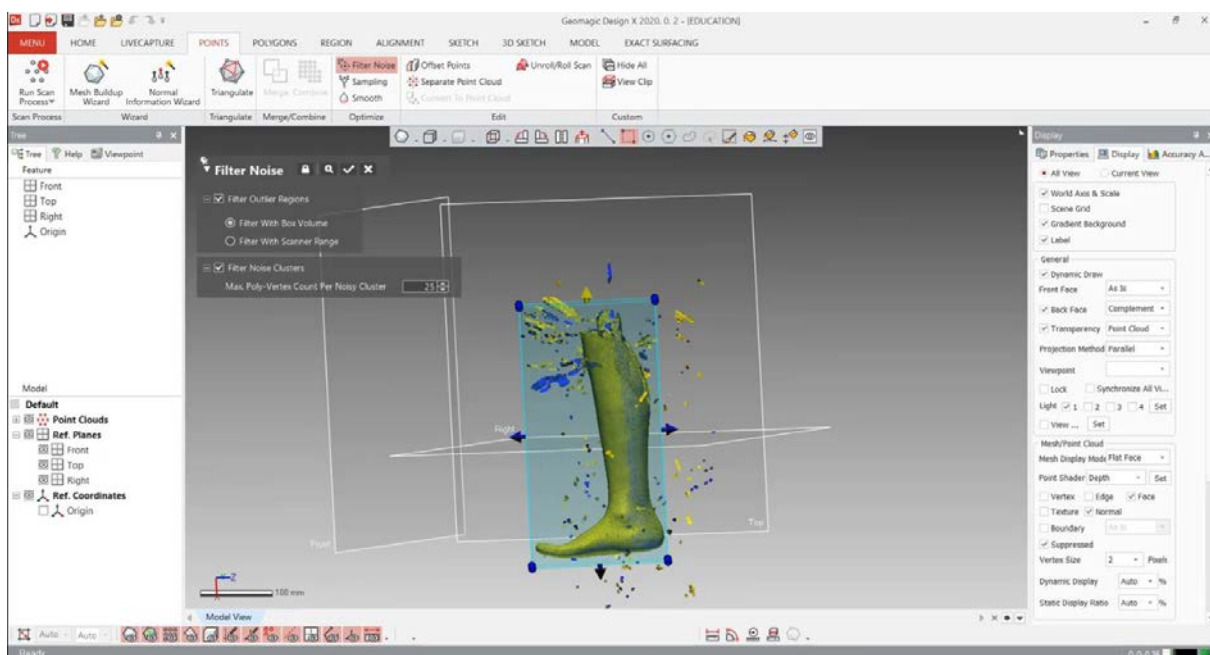 Geomagic Design X 2020. 0. 2 - [EDUCATION]
MENU HOME LIVECAPTURE POINTS POLYGONS REGION ALIGNMENT SKETCH 3D SKETCH MODEL EXACT SURFACING
Run Scan Process
Mesh Buildup Wizard
Normal Information Wizard
Triangulate
Merge Combine
Filter Noise
Sampling
Smooth
Offset Points
Separate Point Cloud
Convert To Point Cloud
Unroll/Roll Scan
Hide All
View Clip
Scan Process Wizard Triangulate Merge/Combine Optimize Edit Custom
Tree
Tree Help Viewpoint
Feature
Front
Top
Right
Origin
Model
Default
Point Clouds
Ref. Planes
Front
Top
Right
Ref. Coordinates
Origin
Filter Noise
Filter Outlier Regions
Filter With Box Volume
Filter With Scanner Range
Filter Noise Clusters
Max. Poly-Vertex Count Per Noisy Cluster 25
Right
Top
Front
Z
100 mm
Model View
Display
Properties Display Accuracy A...
All View Current View
World Axis & Scale
Scene Grid
Gradient Background
Label
General
Dynamic Draw
Front Face As Is
Back Face Complement
Transparency Point Cloud
Projection Method Parallel
Viewpoint
Lock Synchronize All Vi...
Light 1 2 3 4 Set
View ... Set
Mesh/Point Cloud
Mesh Display Mode Flat Face
Point Shader Depth Set
Vertex Edge Face
Texture Normal
Boundary As Is
Suppressed
Vertex Size 2 Pixels
Dynamic Display Auto %
Static Display Ratio Auto %
Auto Auto
Ready